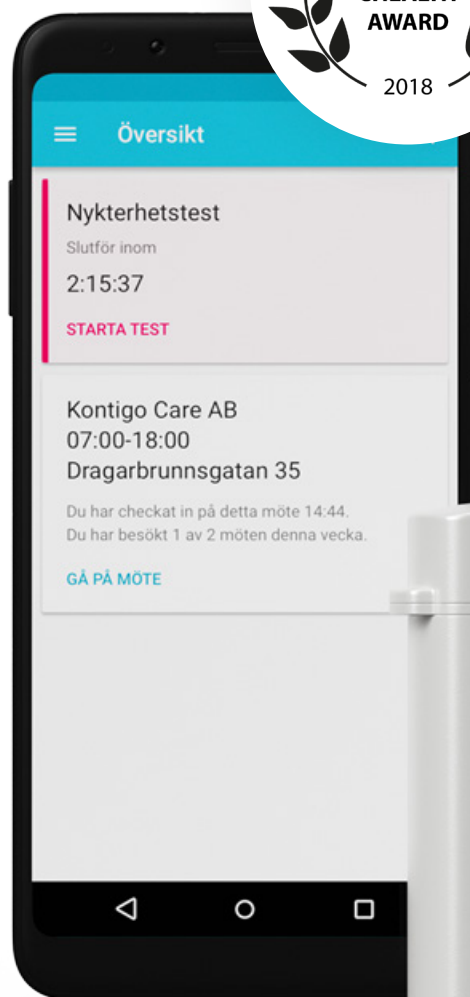 AWARD
2018
Översikt
Nykterhetstest
Slutför inom
2:15:37
STARTA TEST
Kontigo Care AB
07:00-18:00
Dragarbrunnsgatan 35
Du har checkat in på detta möte 14:44.
Du har besökt 1 av 2 möten denna vecka.
GÅ PÅ MÖTE